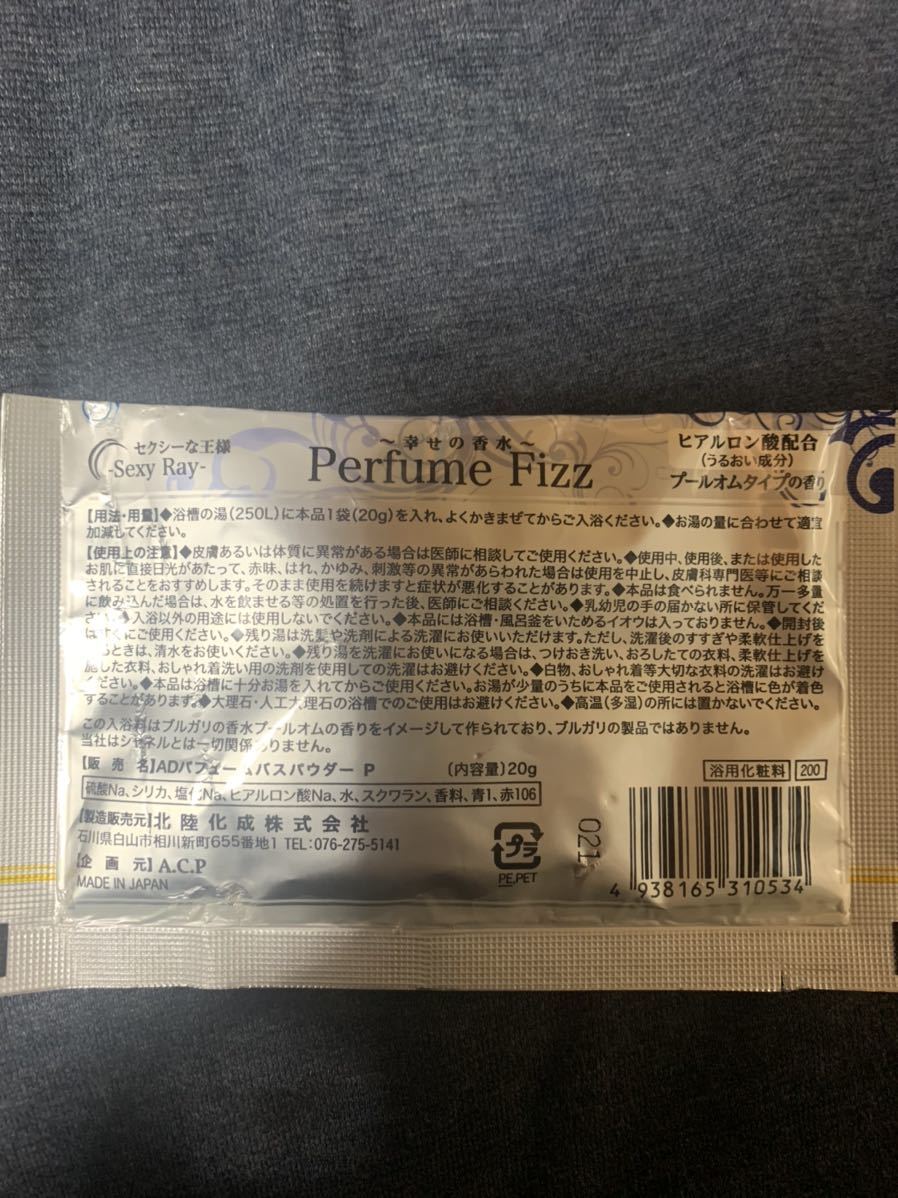 セクシーな王様
-Sexy Ray-
～幸せの香水～
Perfume Fizz
ヒアルロン酸配合
(うるおい成分)
プールオムタイプの香り
【用法・用量】◆浴槽の湯(250L)に本品1袋(20g)を入れ、よくかきまぜてからご入浴ください。◆お湯の量に合わせて適宜
加減してください。
【使用上の注意】◆皮膚あるいは体質に異常がある場合は医師に相談してご使用ください。◆使用中、使用後、または使用した
お肌に直接日光があたって、赤味、はれ、かゆみ、刺激等の異常があらわれた場合は使用を中止し、皮膚科専門医等にご相談
されることをおすすめします。そのまま使用を続けますと症状が悪化することがあります。◆本品は食べられません。万一多量
に飲み込んだ場合は、水を飲ませる等の処置を行った後、医師にご相談ください。◆乳幼児の手の届かない所に保管してくだ
さい。◆入浴以外の用途には使用しないでください。◆本品には浴槽・風呂釜をいためるイオウは入っておりません。◆開封後
はすぐにご使用ください。◆残り湯は洗髪や洗剤による洗濯にお使いいただけます。ただし、洗濯後のすすぎや柔軟仕上げを
するときは、清水をお使いください。◆残り湯を洗濯にお使いになる場合は、つけおき洗い、おろしたての衣料、柔軟仕上げを
施した衣料、おしゃれ着洗い用の洗剤を使用しての洗濯はお避けください。◆白物、おしゃれ着等大切な衣料の洗濯はお避け
ください。◆本品は浴槽に十分お湯を入れてからご使用ください。お湯が少量のうちに本品をご使用されると浴槽に色が着色
することがあります。◆大理石・人工大理石の浴槽でのご使用はお避けください。◆高温(多湿)の所には置かないでください。
この入浴料はブルガリの香水プールオムの香りをイメージして作られており、ブルガリの製品ではありません。
当社はシャネルとは一切関係ありません。
【販 売 名】ADパフュームバスパウダー P
〔内容量〕20g
浴用化粧料
200
硫酸Na、シリカ、塩化Na、ヒアルロン酸Na、水、スクワラン、香料、青1、赤106
【製造販売元】北陸化成株式会社
石川県白山市相川新町655番地1 TEL:076-275-5141
【企 画 元】A.C.P
MADE IN JAPAN
プラ
PE,PET
021
4 938165 310534